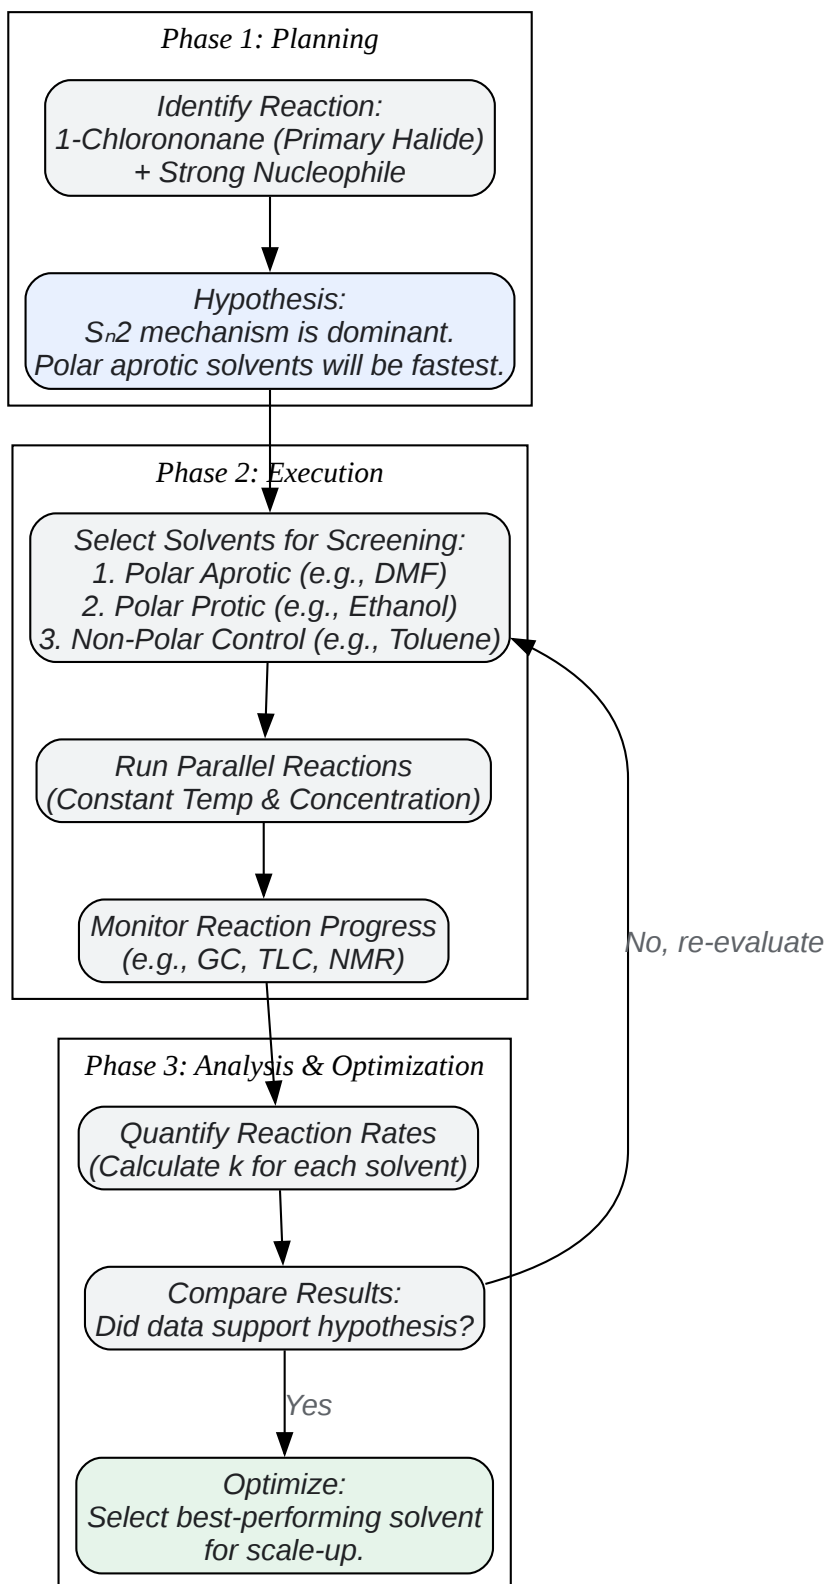 Phase 1: Planning
Identify Reaction:
1-Chlorononane (Primary Halide)
+ Strong Nucleophile
Hypothesis:
Sₙ2 mechanism is dominant.
Polar aprotic solvents will be fastest.
Phase 2: Execution
Select Solvents for Screening:
1. Polar Aprotic (e.g., DMF)
2. Polar Protic (e.g., Ethanol)
3. Non-Polar Control (e.g., Toluene)
Run Parallel Reactions
(Constant Temp & Concentration)
Monitor Reaction Progress
(e.g., GC, TLC, NMR)
No, re-evaluate
Phase 3: Analysis & Optimization
Quantify Reaction Rates
(Calculate k for each solvent)
Compare Results:
Did data support hypothesis?
Yes
Optimize:
Select best-performing solvent
for scale-up.